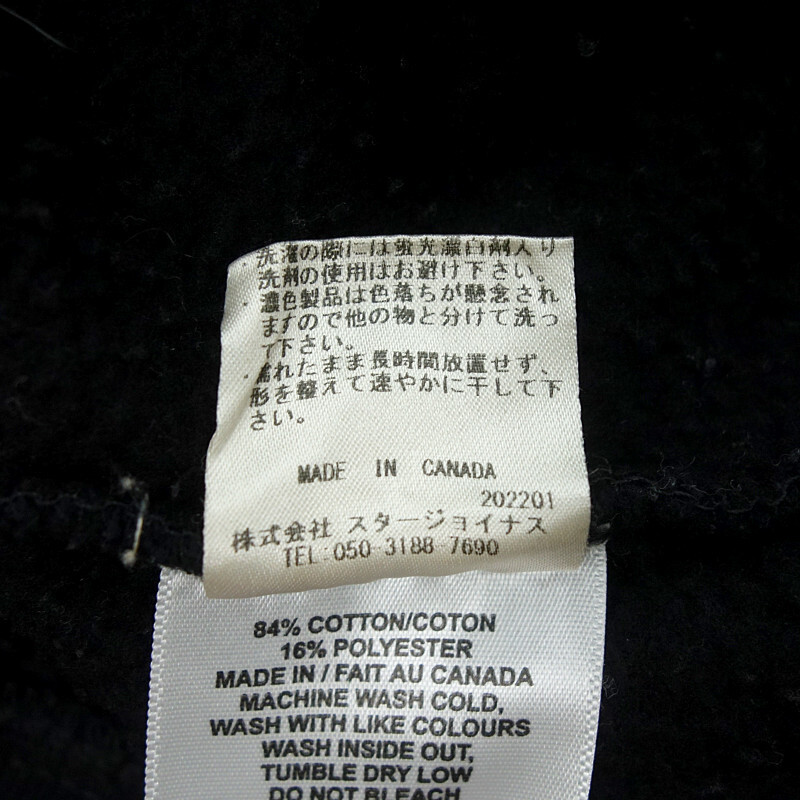 ・洗濯の際には蛍光漂白剤入り
洗剤の使用はお避け下さい。
・濃色製品は色落ちが懸念され
ますので他の物と分けて洗っ
て下さい。
・濡れたまま長時間放置せず、
形を整えて速やかに干して下
さい。
MADE IN CANADA
202201
株式会社 スタージョイナス
TEL:050-3188-7690
84% COTTON/COTON
16% POLYESTER
MADE IN / FAIT AU CANADA
MACHINE WASH COLD,
WASH WITH LIKE COLOURS
WASH INSIDE OUT,
TUMBLE DRY LOW
DO NOT BLEACH